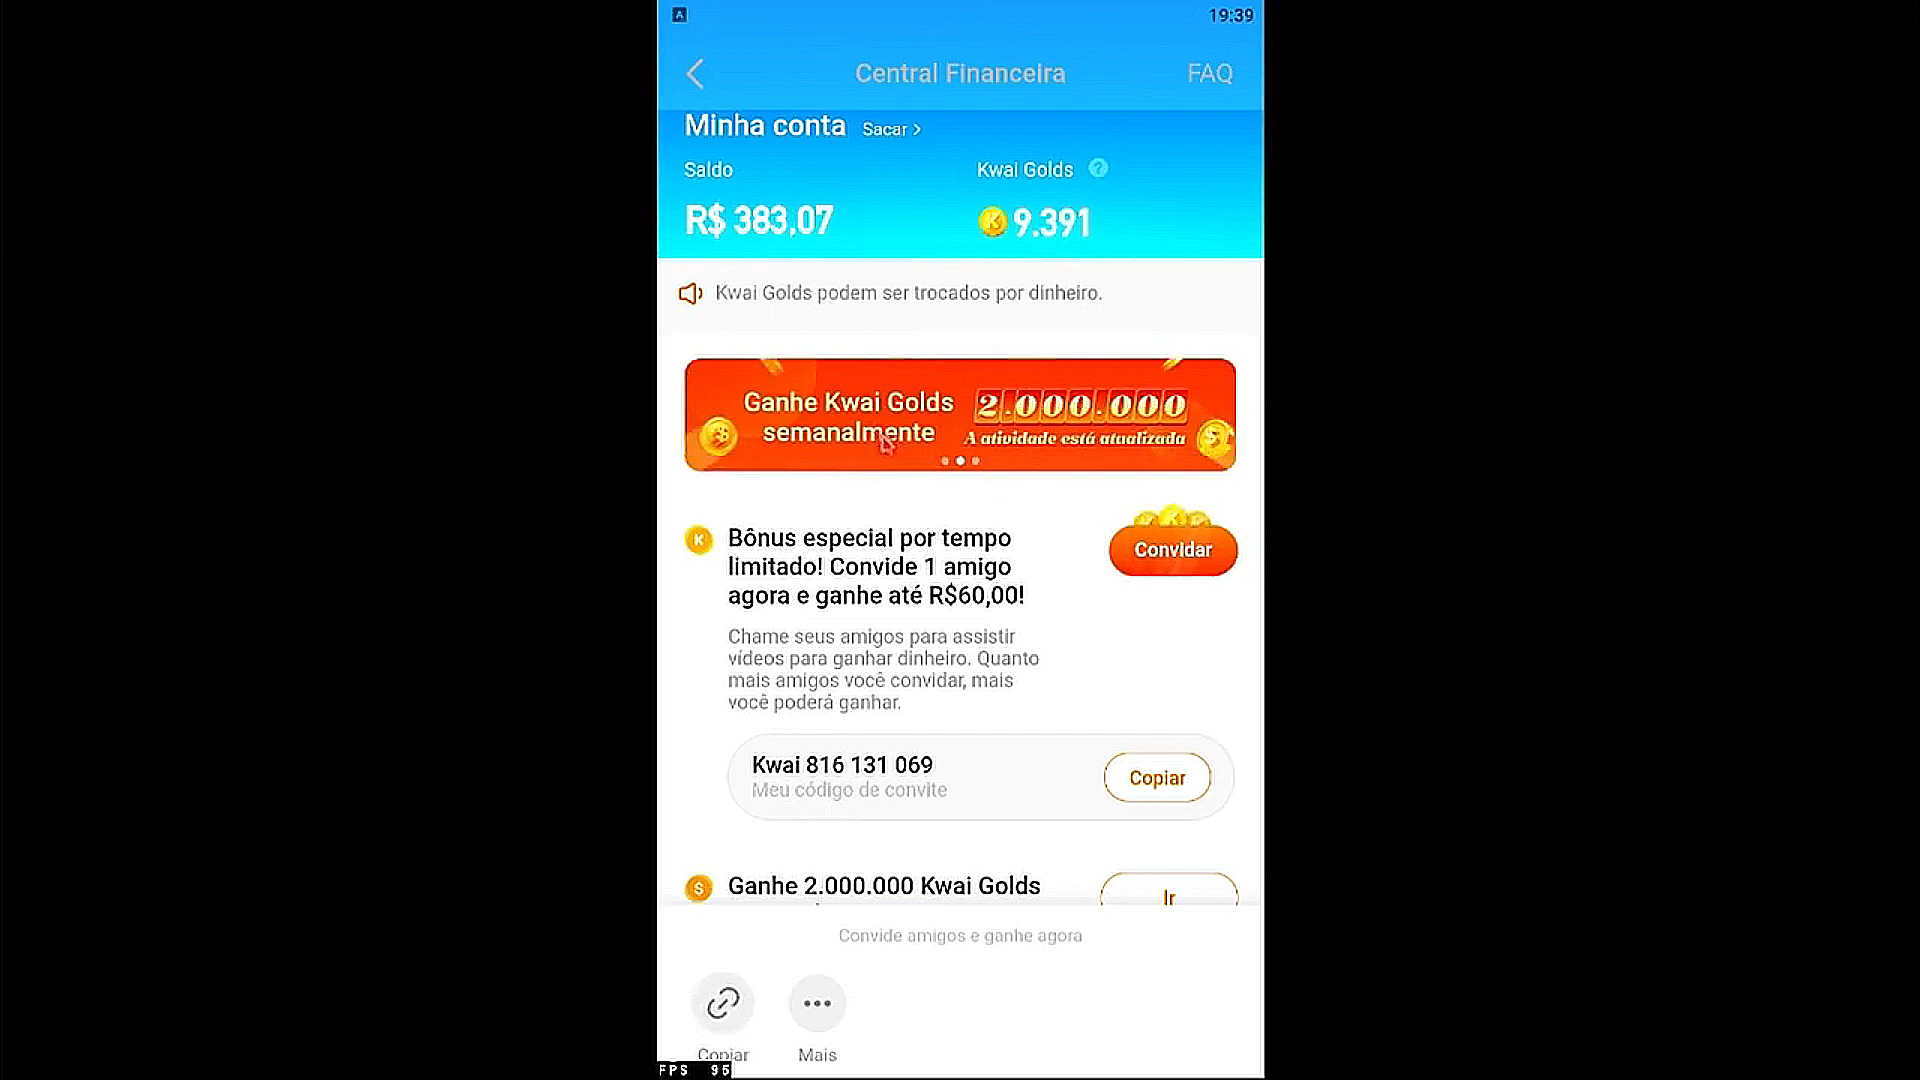 A
19:39
Central Financeira
FAQ
Minha conta Sacar >
Saldo
Kwai Golds ?
R$ 383,07
K 9.391
Kwai Golds podem ser trocados por dinheiro.
Ganhe Kwai Golds
semanalmente
2.000.000
A atividade está atualizada
Bônus especial por tempo
limitado! Convide 1 amigo
agora e ganhe até R$60,00!
Convidar
Chame seus amigos para assistir
vídeos para ganhar dinheiro. Quanto
mais amigos você convidar, mais
você poderá ganhar.
Kwai 816 131 069
Meu código de convite
Copiar
Ganhe 2.000.000 Kwai Golds
Ir
Convide amigos e ganhe agora
Copiar
Mais
FPS 96